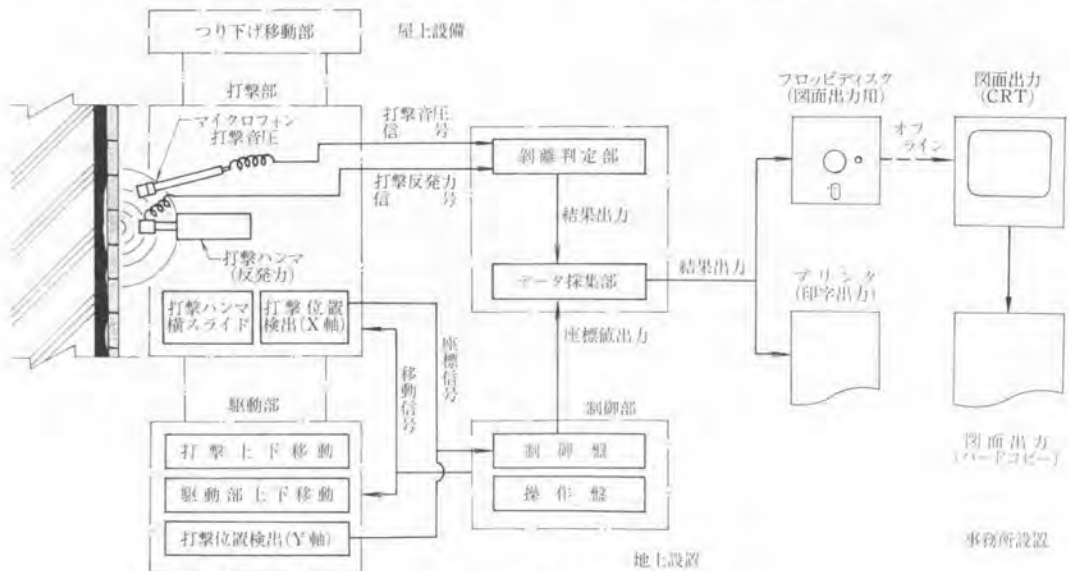 つり下げ移動部
屋上設備
打撃部
マイクロフォン
打撃音圧
打撃音圧
信号
打撃反発力
信号
打撃ハンマ
(反発力)
打撃ハンマ
横スライド
打撃位置
検出(X軸)
剝離判定部
結果出力
データ採集部
結果出力
座標値出力
座標信号
移動信号
フロッピディスク
(図面出力用)
オフ
ライン
図面出力
(CRT)
プリンタ
(印字出力)
図面出力
(ハードコピー)
駆動部
打撃上下移動
駆動部上下移動
打撃位置検出(Y軸)
制御部
制御盤
操作盤
地上設置
事務所設置